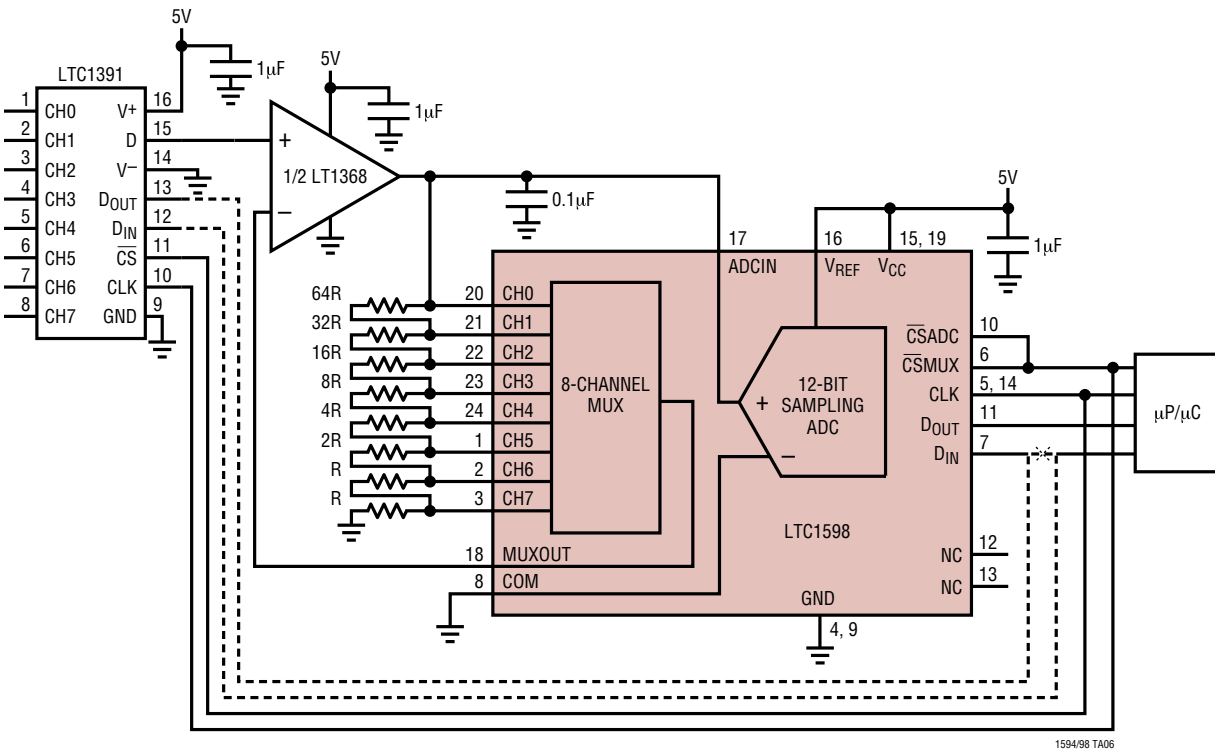 5V
1µF
LTC1391
1 CH0 V+ 16
2 CH1 D 15
3 CH2 V– 14
4 CH3 DOUT 13
5 CH4 DIN 12
6 CH5 CS 11
7 CH6 CLK 10
8 CH7 GND 9
5V
1µF
+
1/2 LT1368
–
0.1µF
5V
1µF
17 ADCIN
16 VREF
15, 19 VCC
64R 20 CH0
32R 21 CH1
16R 22 CH2
8R 23 CH3
4R 24 CH4
2R 1 CH5
R 2 CH6
R 3 CH7
18 MUXOUT
8 COM
8-CHANNEL
MUX
+
–
12-BIT
SAMPLING
ADC
CSADC 10
CSMUX 6
CLK 5, 14
DOUT 11
DIN 7
µP/µC
LTC1598
NC 12
NC 13
GND
4, 9
1594/98 TA06